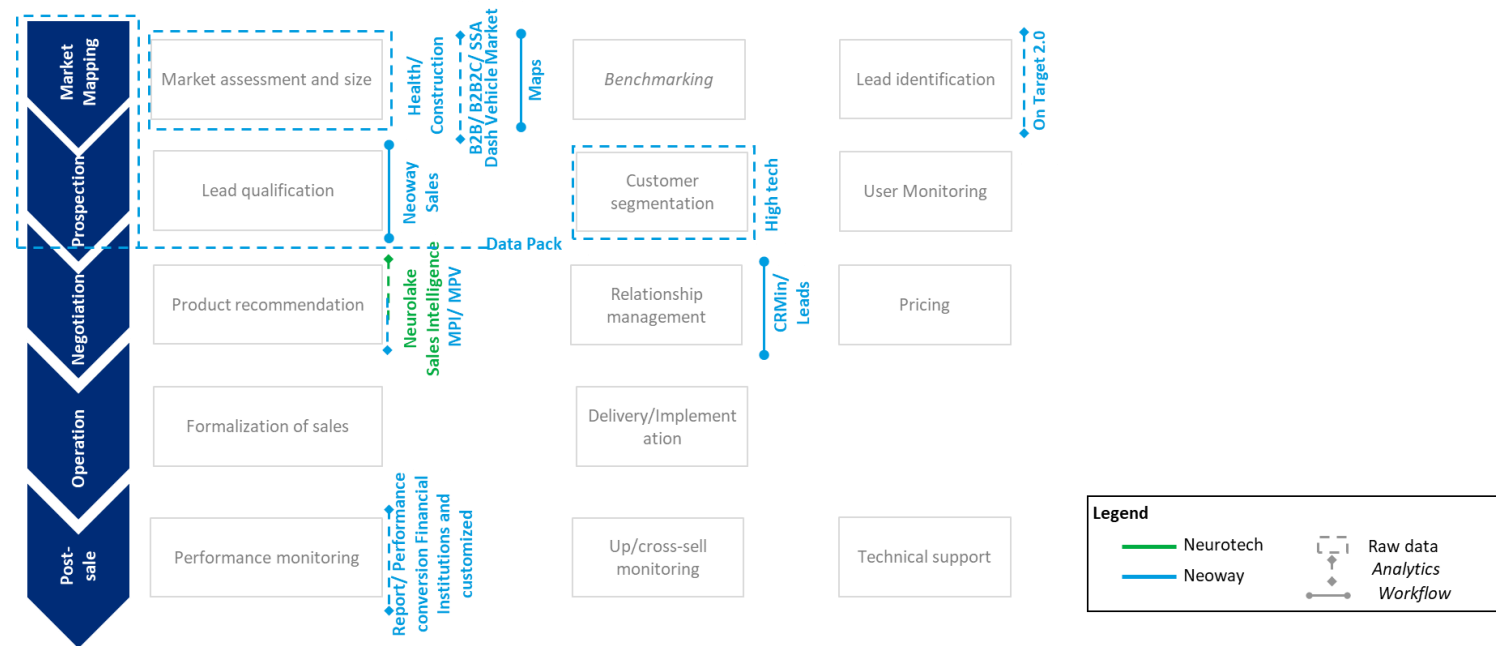 Market
Mapping
Market assessment and size
Health/
Construction
B2B/ B2B2C/ SSA
Dash Vehicle Market
Maps
Benchmarking
Lead identification
On Target 2.0
Prospection
Lead qualification
Neoway
Sales
Customer
segmentation
High tech
User Monitoring
Data Pack
Negotiation
Product recommendation
Neurolake
Sales Intelligence
MPI/ MPV
Relationship
management
CRMin/
Leads
Pricing
Operation
Formalization of sales
Delivery/Implement
ation
Post-
sale
Performance monitoring
Report/ Performance
conversion Financial
Institutions and
customized
Up/cross-sell
monitoring
Technical support
Legend
Neurotech
Neoway
Raw data
Analytics
Workflow